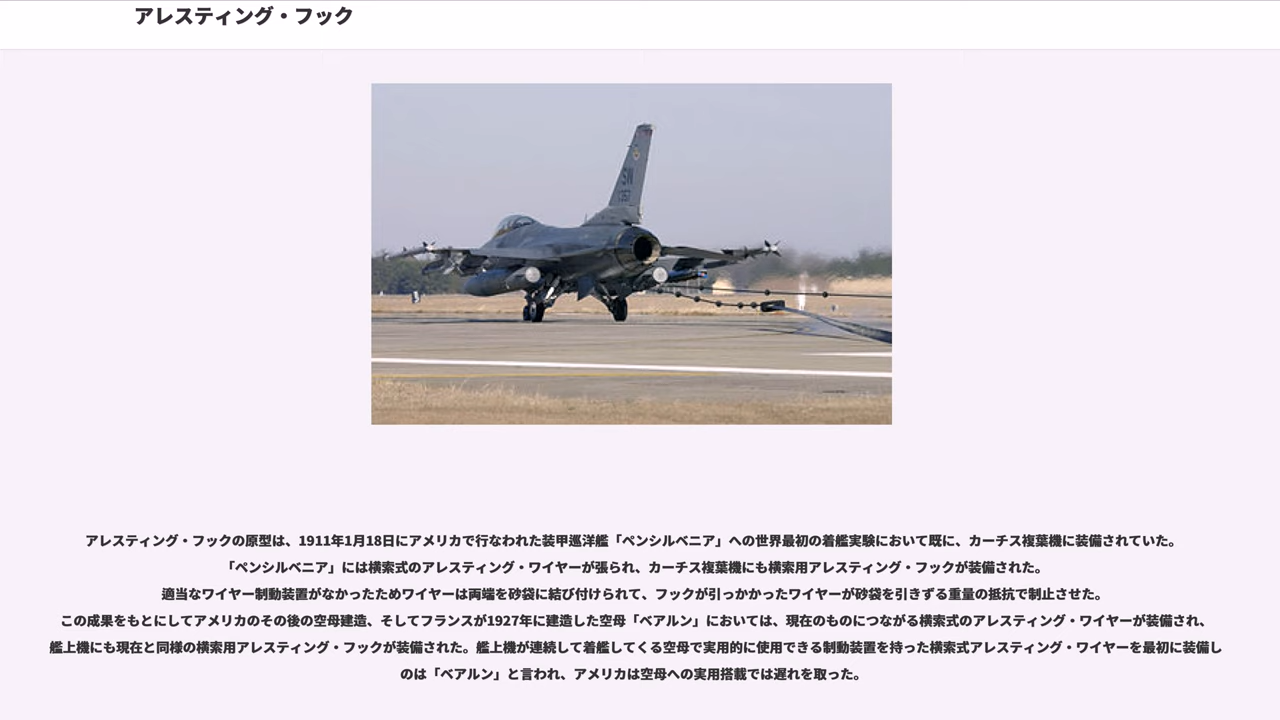 アレスティング・フック
SW
アレスティング・フックの原型は、1911年1月18日にアメリカで行なわれた装甲巡洋艦「ペンシルベニア」への世界最初の着艦実験において既に、カーチス複葉機に装備されていた。
「ペンシルベニア」には横索式のアレスティング・ワイヤーが張られ、カーチス複葉機にも横索用アレスティング・フックが装備された。
適当なワイヤー制動装置がなかったためワイヤーは両端を砂袋に結び付けられて、フックが引っかかったワイヤーが砂袋を引きずる重量の抵抗で制止させた。
この成果をもとにしてアメリカのその後の空母建造、そしてフランスが1927年に建造した空母「ベアルン」においては、現在のものにつながる横索式のアレスティング・ワイヤーが装備され、
艦上機にも現在と同様の横索用アレスティング・フックが装備された。艦上機が連続して着艦してくる空母で実用的に使用できる制動装置を持った横索式アレスティング・ワイヤーを最初に装備し
のは「ベアルン」と言われ、アメリカは空母への実用搭載では遅れを取った。